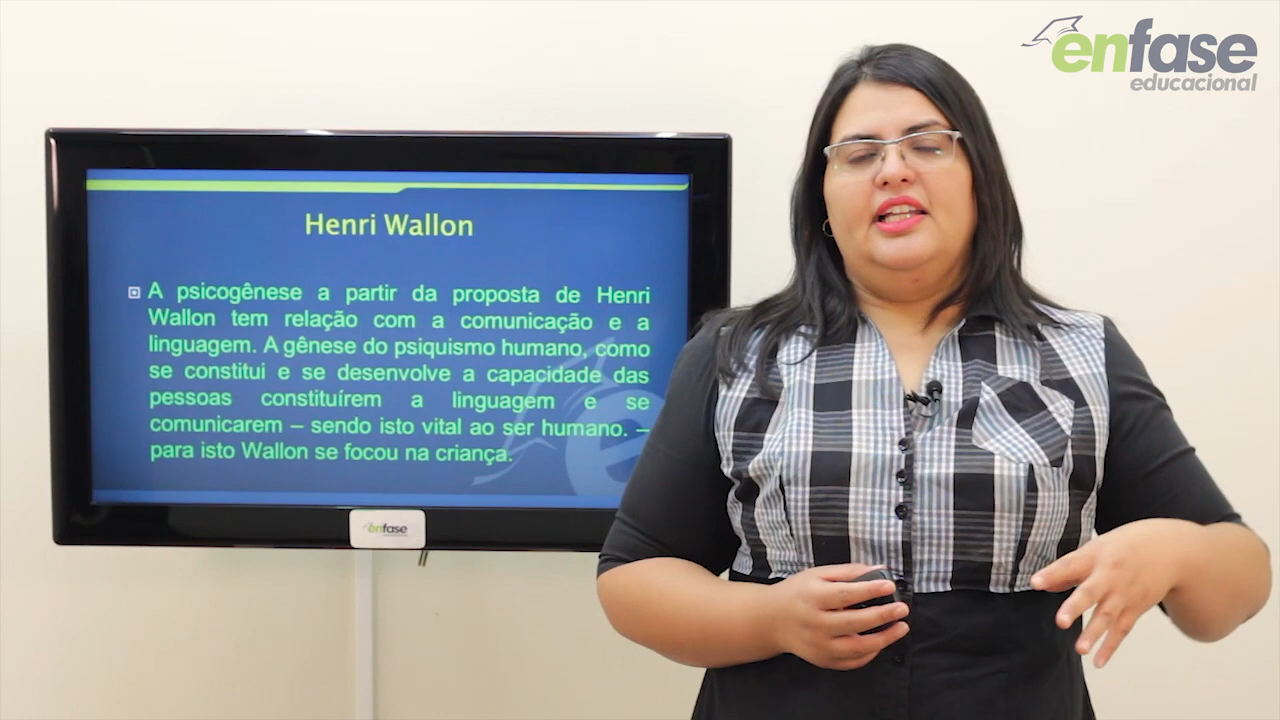 enfase
educacional
Henri Wallon
A psicogênese a partir da proposta de Henri
Wallon tem relação com a comunicação e a
linguagem. A gênese do psiquismo humano, como
se constitui e se desenvolve a capacidade das
pessoas constituírem a linguagem e se
comunicarem – sendo isto vital ao ser humano. –
para isto Wallon se focou na criança.
enfase